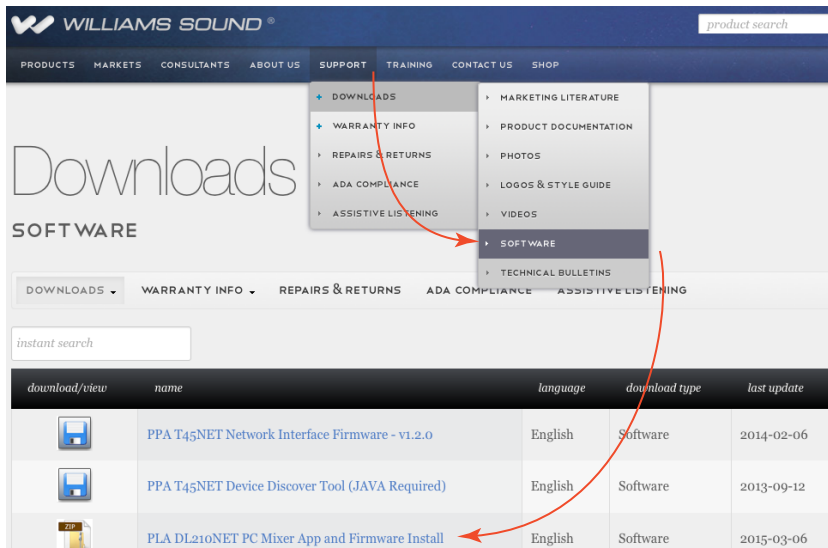 WILLIAMS SOUND ®
product search
PRODUCTS MARKETS CONSULTANTS ABOUT US SUPPORT TRAINING CONTACT US SHOP
DOWNLOADS
WARRANTY INFO
REPAIRS & RETURNS
ADA COMPLIANCE
ASSISTIVE LISTENING
MARKETING LITERATURE
PRODUCT DOCUMENTATION
PHOTOS
LOGOS & STYLE GUIDE
VIDEOS
SOFTWARE
TECHNICAL BULLETINS
Downloads
SOFTWARE
DOWNLOADS WARRANTY INFO REPAIRS & RETURNS ADA COMPLIANCE ASSISTIVE LISTENING
instant search
download/view name language download type last update
PPA T45NET Network Interface Firmware - v1.2.0 English Software 2014-02-06
PPA T45NET Device Discover Tool (JAVA Required) English Software 2013-09-12
ZIP PLA DL210NET PC Mixer App and Firmware Install English Software 2015-03-06